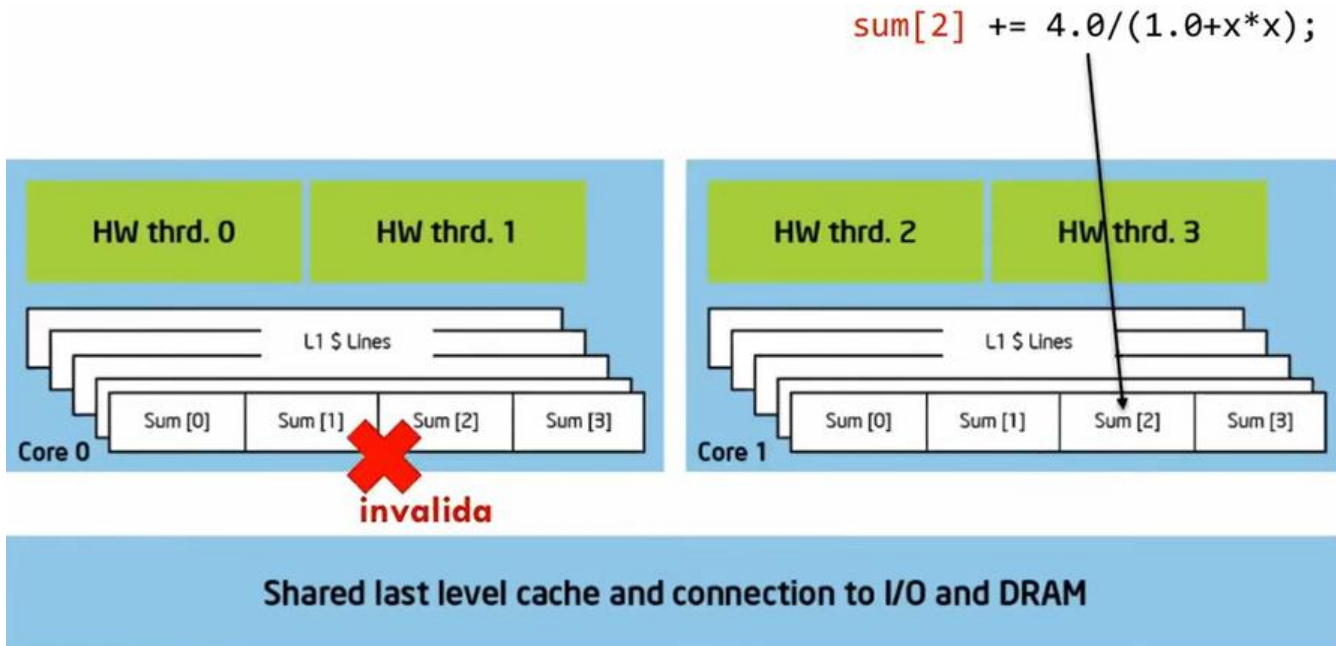 sum[2] += 4.0/(1.0+x*x);
HW thrd. 0
HW thrd. 1
HW thrd. 2
HW thrd. 3
L1 $ Lines
L1 $ Lines
Sum [0]
Sum [1]
Sum [2]
Sum [3]
Core 0
Sum [0]
Sum [1]
Sum [2]
Sum [3]
Core 1
invalida
Shared last level cache and connection to I/O and DRAM